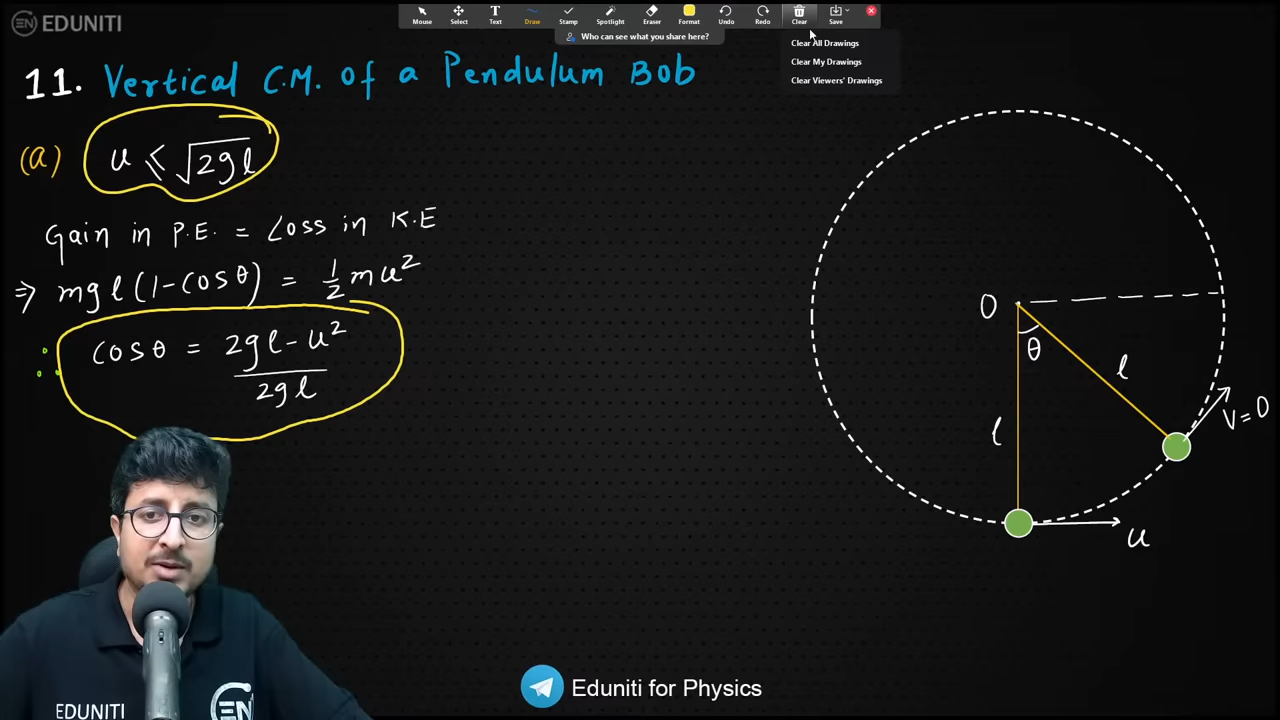 EDUNITI
Mouse Select Text Draw Stamp Spotlight Eraser Format Undo Redo Clear Save
Who can see what you share here?
Clear All Drawings
Clear My Drawings
Clear Viewers' Drawings
11. Vertical C.M. of a Pendulum Bob
(a) u ⩽ √2gl
Gain in P.E. = Loss in K.E
⇒ mgl(1-cosθ) = 1/2 mu²
∴ cosθ = 2gl-u² / 2gl
O
θ
l
l
V=0
u
EDUNITI
Eduniti for Physics